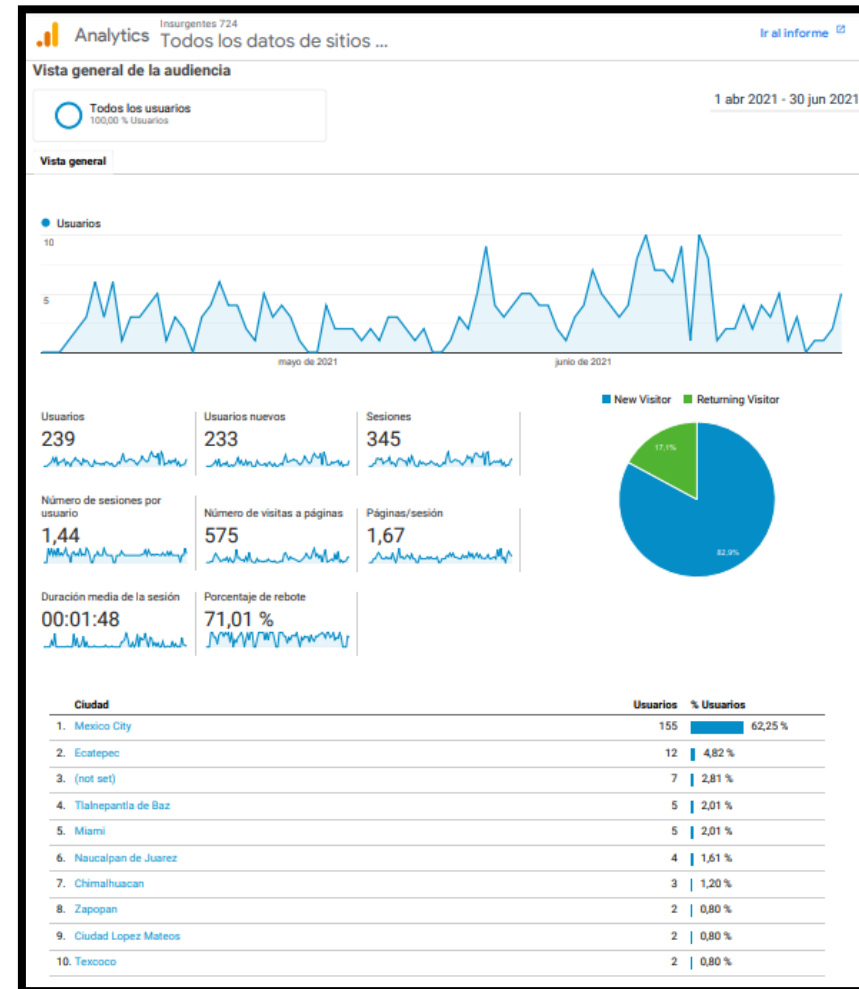 Analytics
Insurgentes 724
Todos los datos de sitios ...
Ir al informe
Vista general de la audiencia
Todos los usuarios
100,00 % Usuarios
1 abr 2021 - 30 jun 2021
Vista general
Usuarios
10
5
mayo de 2021 junio de 2021
New Visitor Returning Visitor
17,1%
82,9%
Usuarios
239
Usuarios nuevos
233
Sesiones
345
Número de sesiones por
usuario
1,44
Número de visitas a páginas
575
Páginas/sesión
1,67
Duración media de la sesión
00:01:48
Porcentaje de rebote
71,01 %
Ciudad Usuarios % Usuarios
1. Mexico City 155 62,25 %
2. Ecatepec 12 4,82 %
3. (not set) 7 2,81 %
4. Tlalnepantla de Baz 5 2,01 %
5. Miami 5 2,01 %
6. Naucalpan de Juarez 4 1,61 %
7. Chimalhuacan 3 1,20 %
8. Zapopan 2 0,80 %
9. Ciudad Lopez Mateos 2 0,80 %
10. Texcoco 2 0,80 %